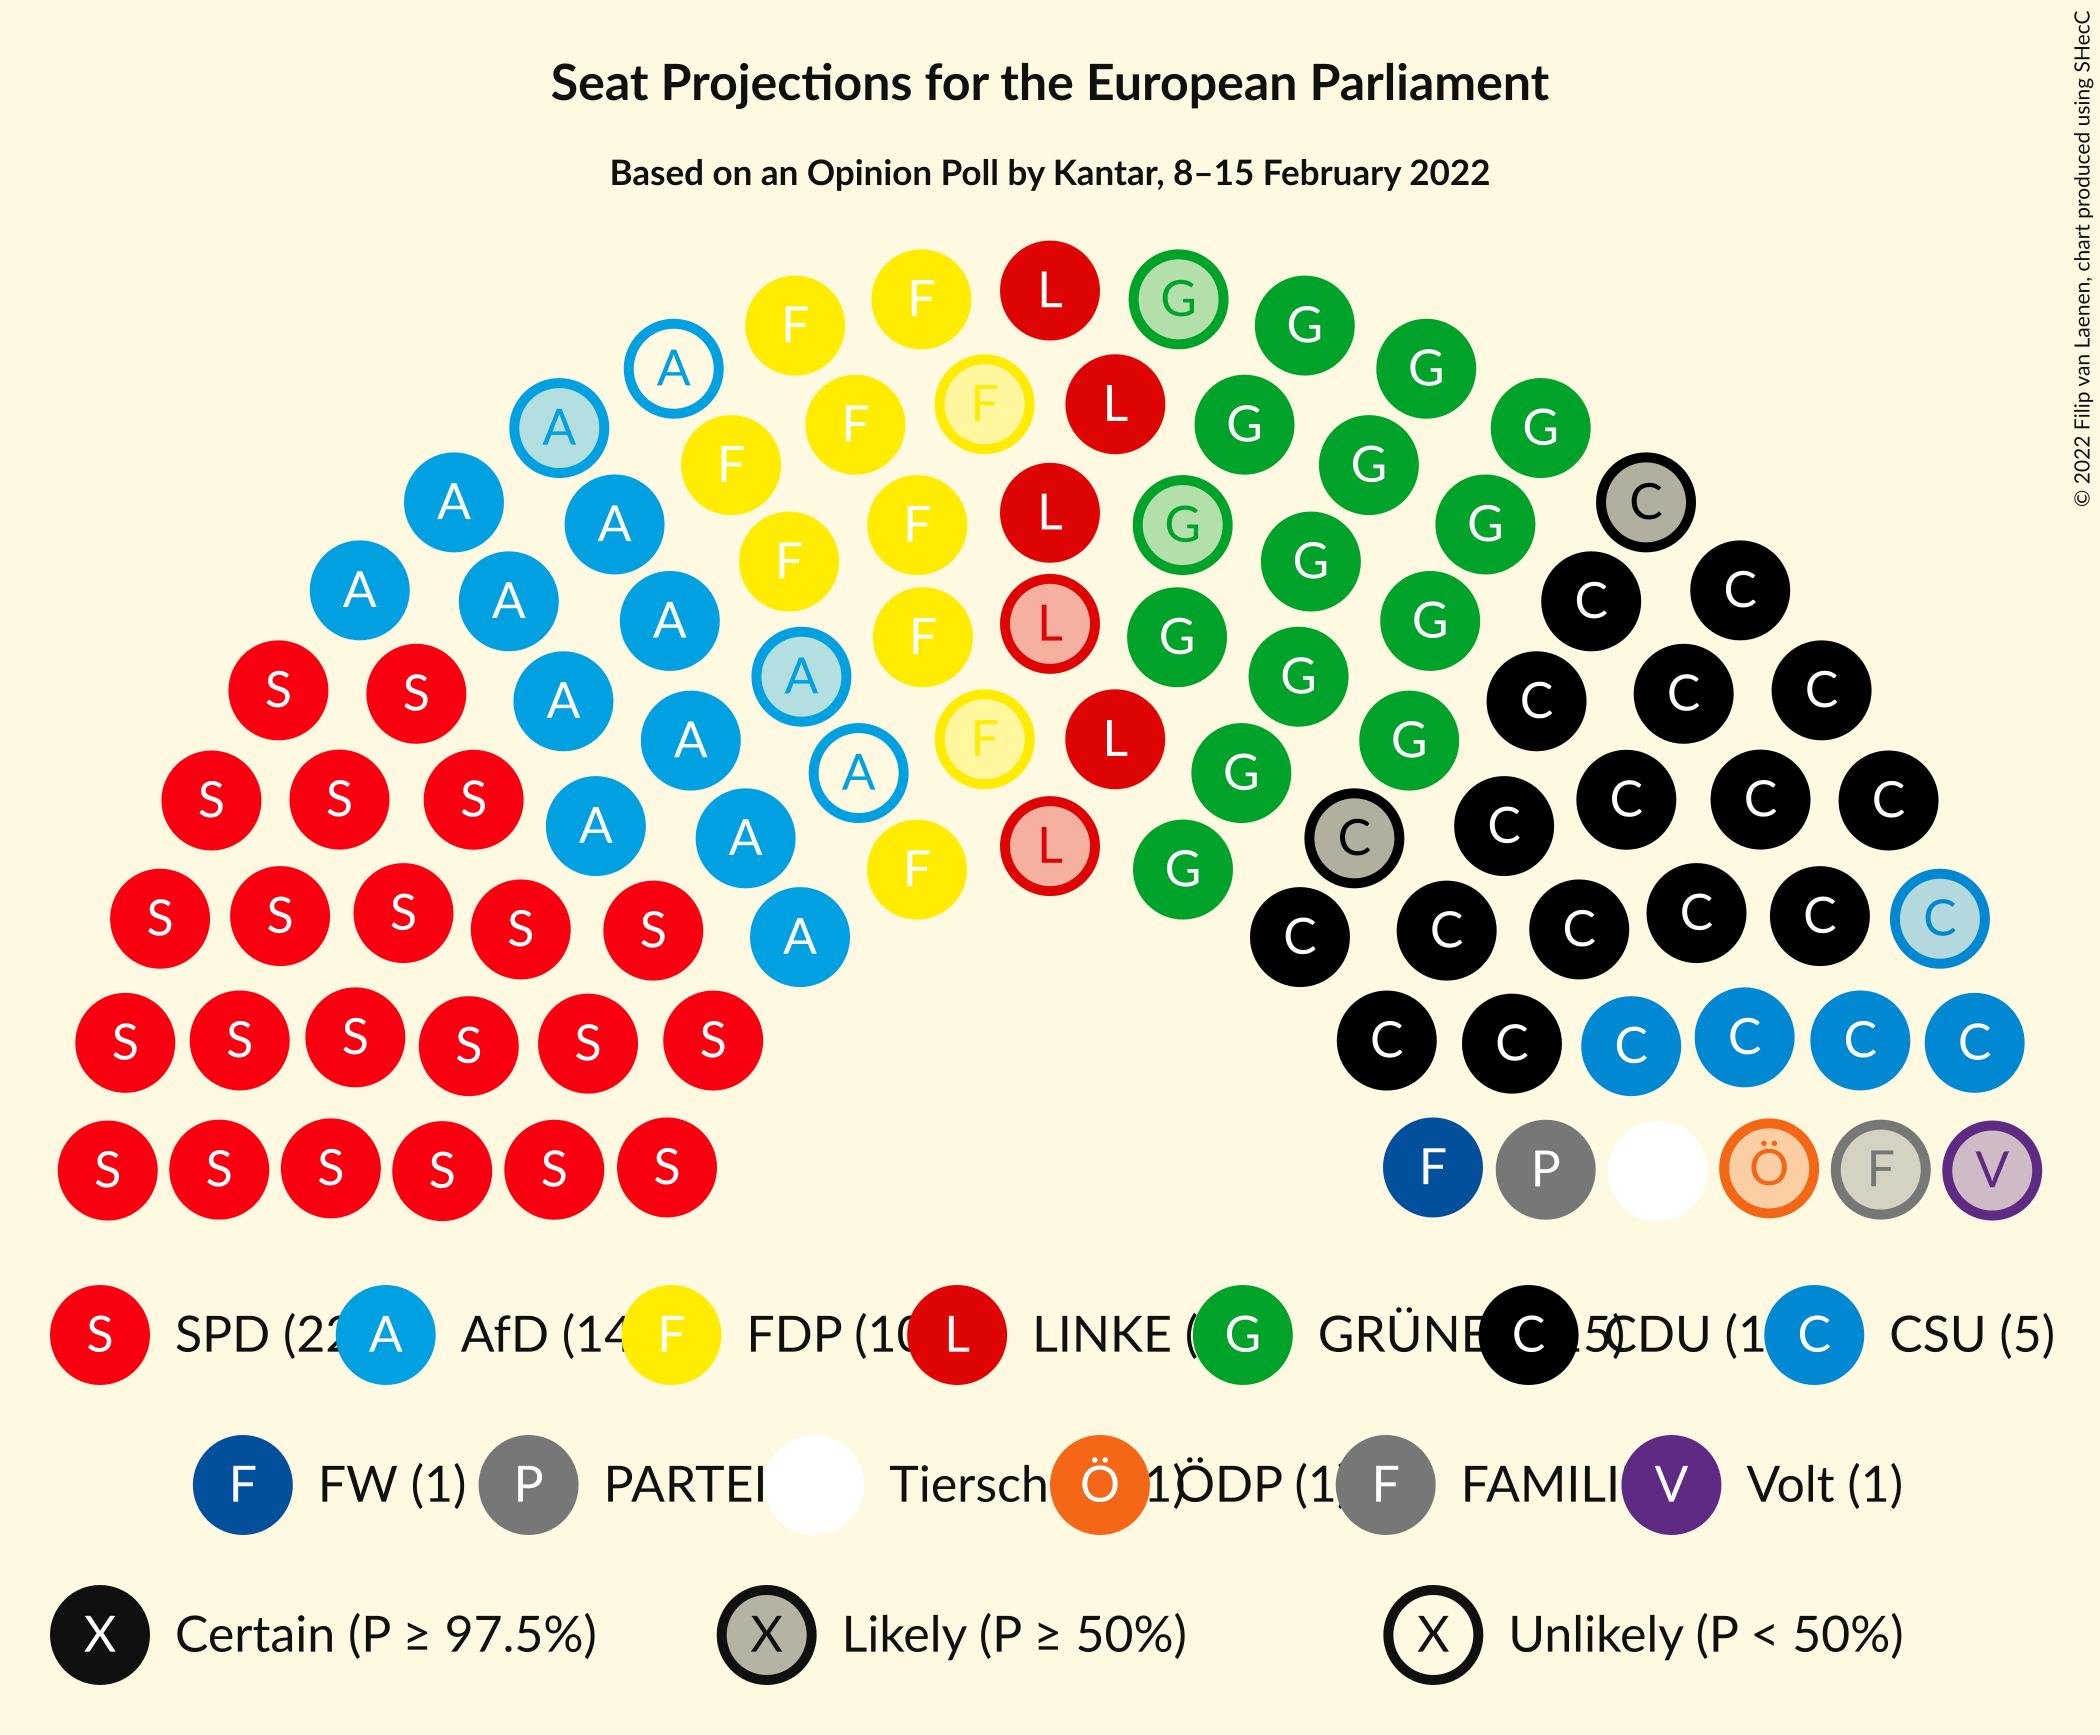 Seat Projections for the European Parliament
Based on an Opinion Poll by Kantar, 8–15 February 2022
© 2022 Filip van Laenen, chart produced using SHecC
L
F G
F G
A G
A L G
F F G
F G C
A L
A F G G
F G
A C C
A A G C
L
F G
A A G C C C
S S A A G C
A F L G
S S S A A G C C C C
A A C C
F L G
S S S S S A C C C C C C
S S S S S S C C C C C C
S S S S S S F P Ö F V
S SPD (22 A AfD (14 F FDP (10 L LINKE ( G GRÜNE C 5) CDU (1 C CSU (5)
F FW (1) P PARTEI Tiersch Ö 1) ÖDP (1 F FAMILI V Volt (1)
X Certain (P ≥ 97.5%) X Likely (P ≥ 50%) X Unlikely (P < 50%)